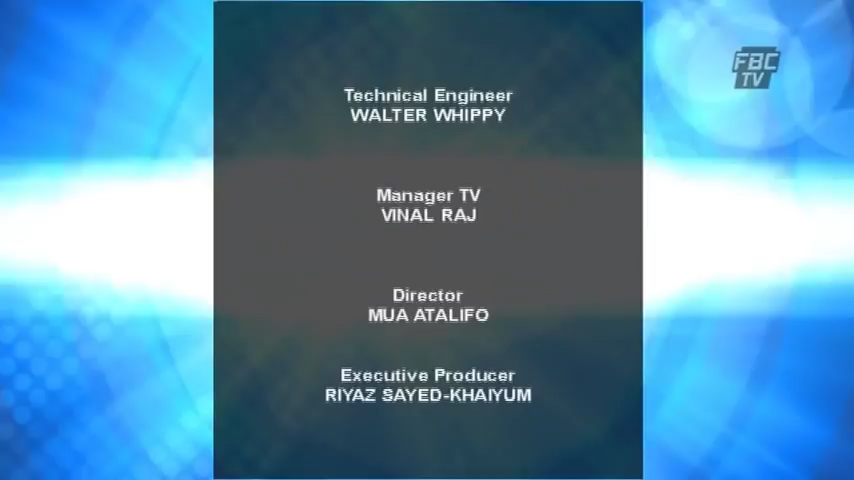 FBC
TV
Technical Engineer
WALTER WHIPPY
Manager TV
VINAL RAJ
Director
MUA ATALIFO
Executive Producer
RIYAZ SAYED-KHAIYUM